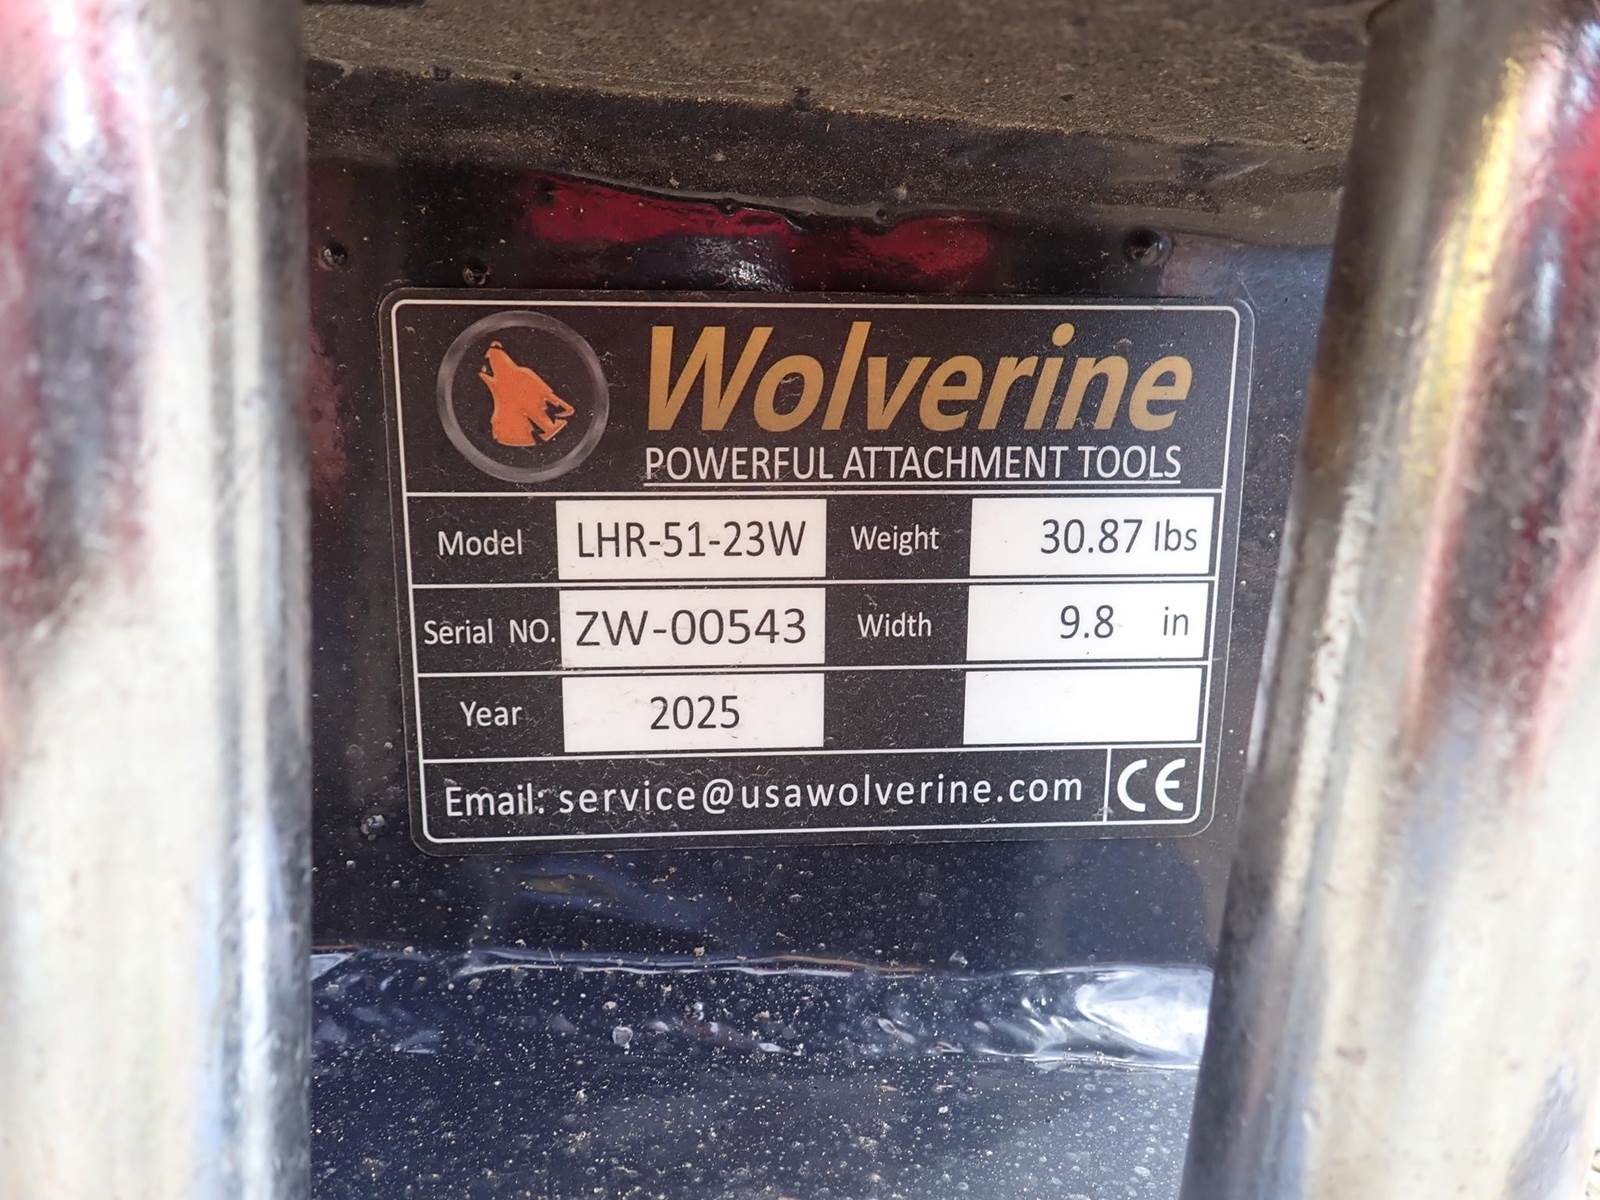 Wolverine
POWERFUL ATTACHMENT TOOLS
Model LHR-51-23W Weight 30.87 lbs
Serial NO. ZW-00543 Width 9.8 in
Year 2025
Email: service@usawolverine.com CE